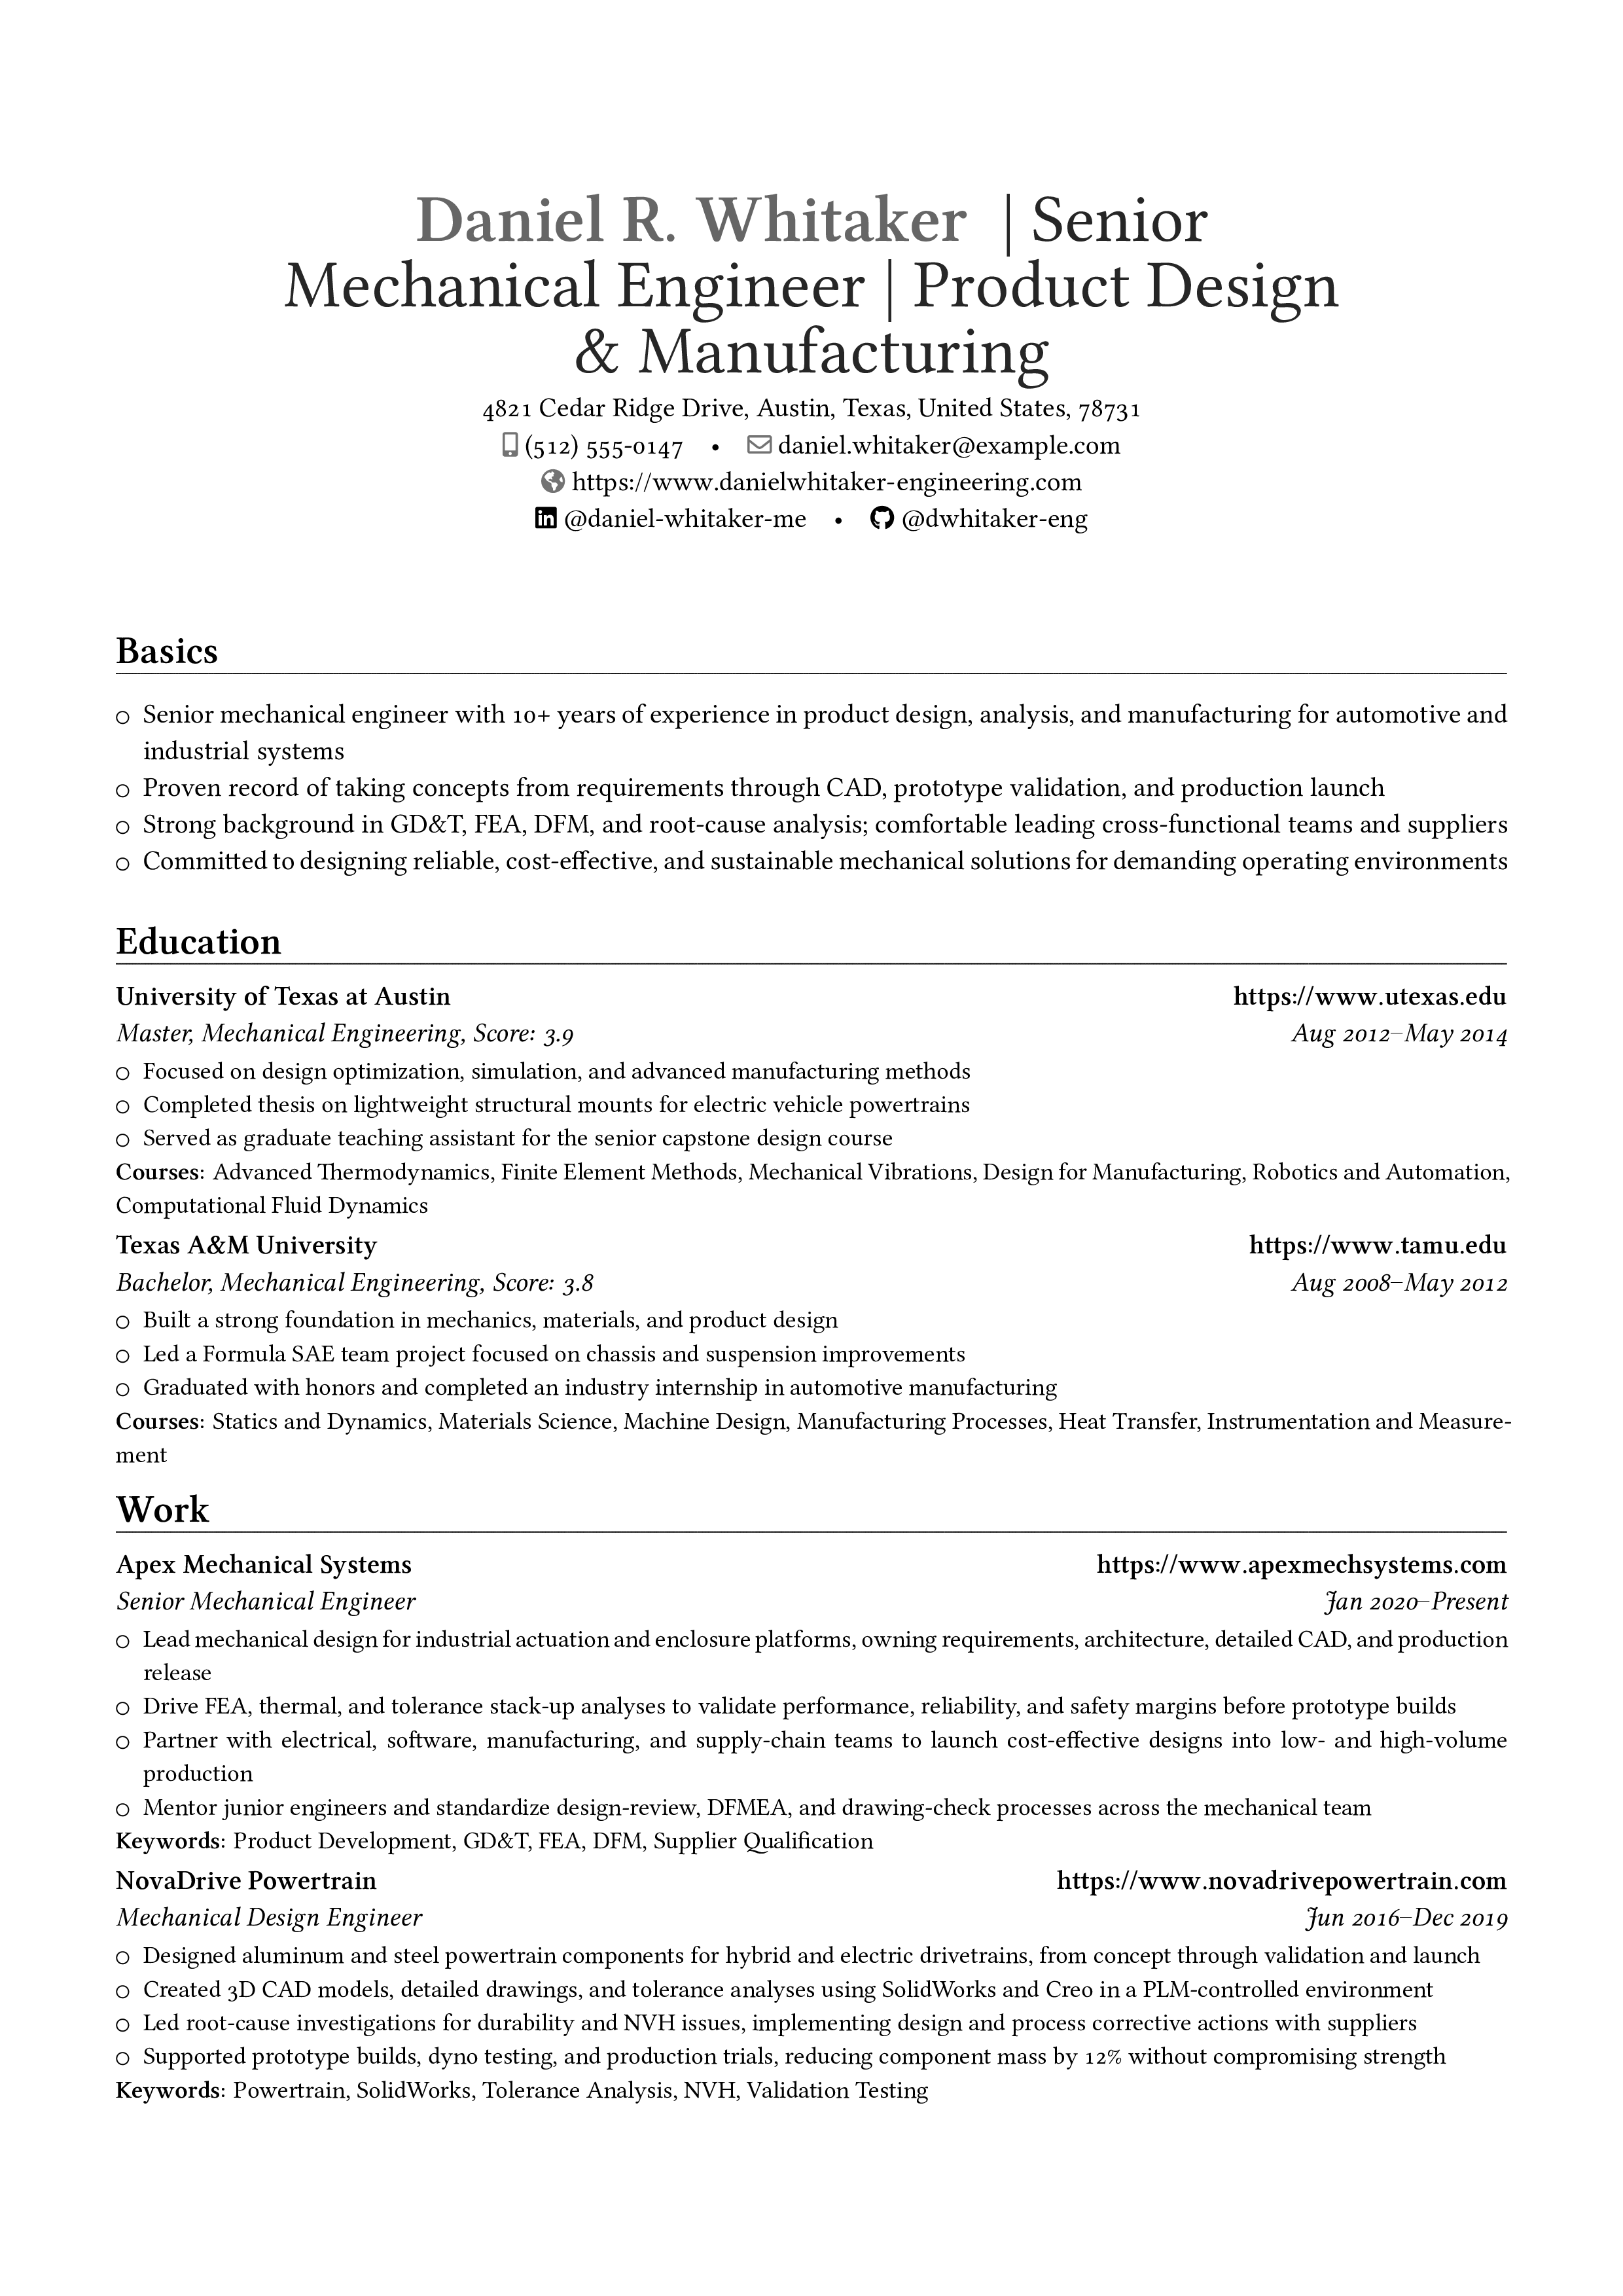 Daniel R. Whitaker | Senior
Mechanical Engineer | Product Design
& Manufacturing
4821 Cedar Ridge Drive, Austin, Texas, United States, 78731
(512) 555-0147 • daniel.whitaker@example.com
https://www.danielwhitaker-engineering.com
@daniel-whitaker-me • @dwhitaker-eng
Basics
○ Senior mechanical engineer with 10+ years of experience in product design, analysis, and manufacturing for automotive and
industrial systems
○ Proven record of taking concepts from requirements through CAD, prototype validation, and production launch
○ Strong background in GD&T, FEA, DFM, and root-cause analysis; comfortable leading cross-functional teams and suppliers
○ Committed to designing reliable, cost-effective, and sustainable mechanical solutions for demanding operating environments
Education
University of Texas at Austin https://www.utexas.edu
Master, Mechanical Engineering, Score: 3.9 Aug 2012–May 2014
○ Focused on design optimization, simulation, and advanced manufacturing methods
○ Completed thesis on lightweight structural mounts for electric vehicle powertrains
○ Served as graduate teaching assistant for the senior capstone design course
Courses: Advanced Thermodynamics, Finite Element Methods, Mechanical Vibrations, Design for Manufacturing, Robotics and Automation,
Computational Fluid Dynamics
Texas A&M University https://www.tamu.edu
Bachelor, Mechanical Engineering, Score: 3.8 Aug 2008–May 2012
○ Built a strong foundation in mechanics, materials, and product design
○ Led a Formula SAE team project focused on chassis and suspension improvements
○ Graduated with honors and completed an industry internship in automotive manufacturing
Courses: Statics and Dynamics, Materials Science, Machine Design, Manufacturing Processes, Heat Transfer, Instrumentation and Measure-
ment
Work
Apex Mechanical Systems https://www.apexmechsystems.com
Senior Mechanical Engineer Jan 2020–Present
○ Lead mechanical design for industrial actuation and enclosure platforms, owning requirements, architecture, detailed CAD, and production
release
○ Drive FEA, thermal, and tolerance stack-up analyses to validate performance, reliability, and safety margins before prototype builds
○ Partner with electrical, software, manufacturing, and supply-chain teams to launch cost-effective designs into low- and high-volume
production
○ Mentor junior engineers and standardize design-review, DFMEA, and drawing-check processes across the mechanical team
Keywords: Product Development, GD&T, FEA, DFM, Supplier Qualification
NovaDrive Powertrain https://www.novadrivepowertrain.com
Mechanical Design Engineer Jun 2016–Dec 2019
○ Designed aluminum and steel powertrain components for hybrid and electric drivetrains, from concept through validation and launch
○ Created 3D CAD models, detailed drawings, and tolerance analyses using SolidWorks and Creo in a PLM-controlled environment
○ Led root-cause investigations for durability and NVH issues, implementing design and process corrective actions with suppliers
○ Supported prototype builds, dyno testing, and production trials, reducing component mass by 12% without compromising strength
Keywords: Powertrain, SolidWorks, Tolerance Analysis, NVH, Validation Testing